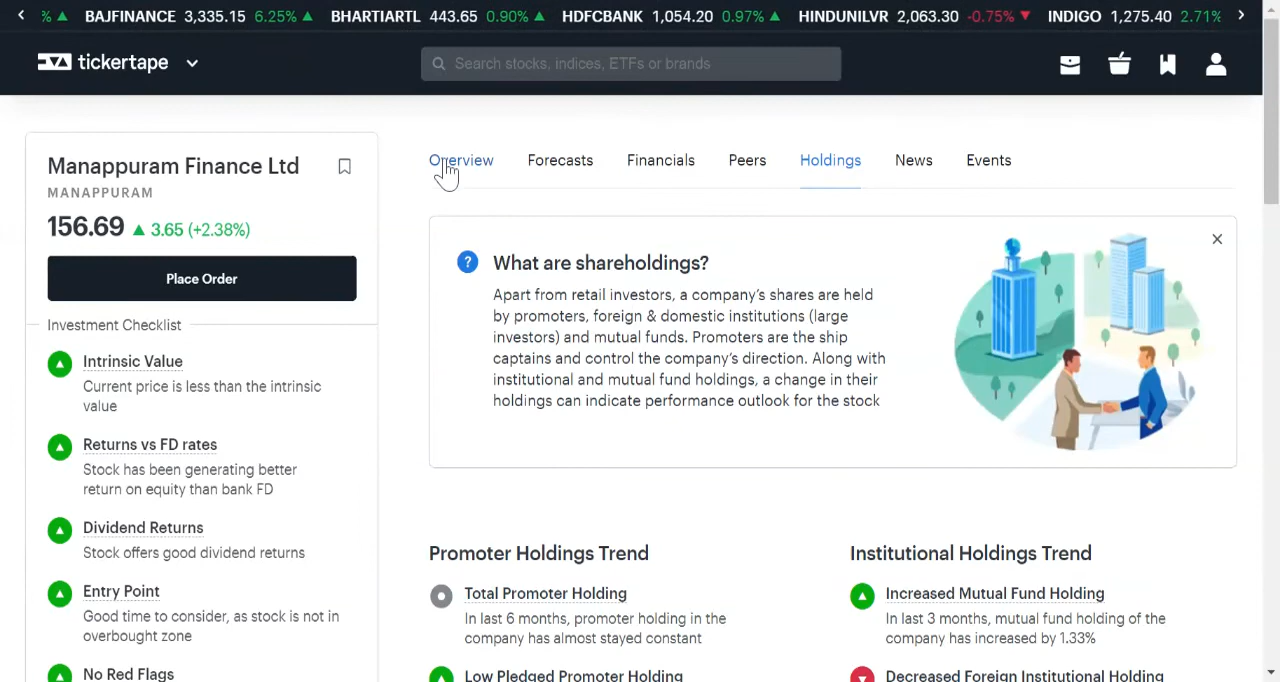 % ▲ BAJFINANCE 3,335.15 6.25% ▲ BHARTIARTL 443.65 0.90% ▲ HDFCBANK 1,054.20 0.97% ▲ HINDUNILVR 2,063.30 -0.75% ▼ INDIGO 1,275.40 2.71%
tickertape
Search stocks, indices, ETFs or brands
Manappuram Finance Ltd
MANAPPURAM
156.69 ▲ 3.65 (+2.38%)
Place Order
Investment Checklist
Intrinsic Value
Current price is less than the intrinsic
value
Returns vs FD rates
Stock has been generating better
return on equity than bank FD
Dividend Returns
Stock offers good dividend returns
Entry Point
Good time to consider, as stock is not in
overbought zone
No Red Flags
Overview Forecasts Financials Peers Holdings News Events
? What are shareholdings?
Apart from retail investors, a company's shares are held
by promoters, foreign & domestic institutions (large
investors) and mutual funds. Promoters are the ship
captains and control the company's direction. Along with
institutional and mutual fund holdings, a change in their
holdings can indicate performance outlook for the stock
Promoter Holdings Trend
Total Promoter Holding
In last 6 months, promoter holding in the
company has almost stayed constant
Low Pledged Promoter Holding
Institutional Holdings Trend
Increased Mutual Fund Holding
In last 3 months, mutual fund holding of the
company has increased by 1.33%
Decreased Foreign Institutional Holding